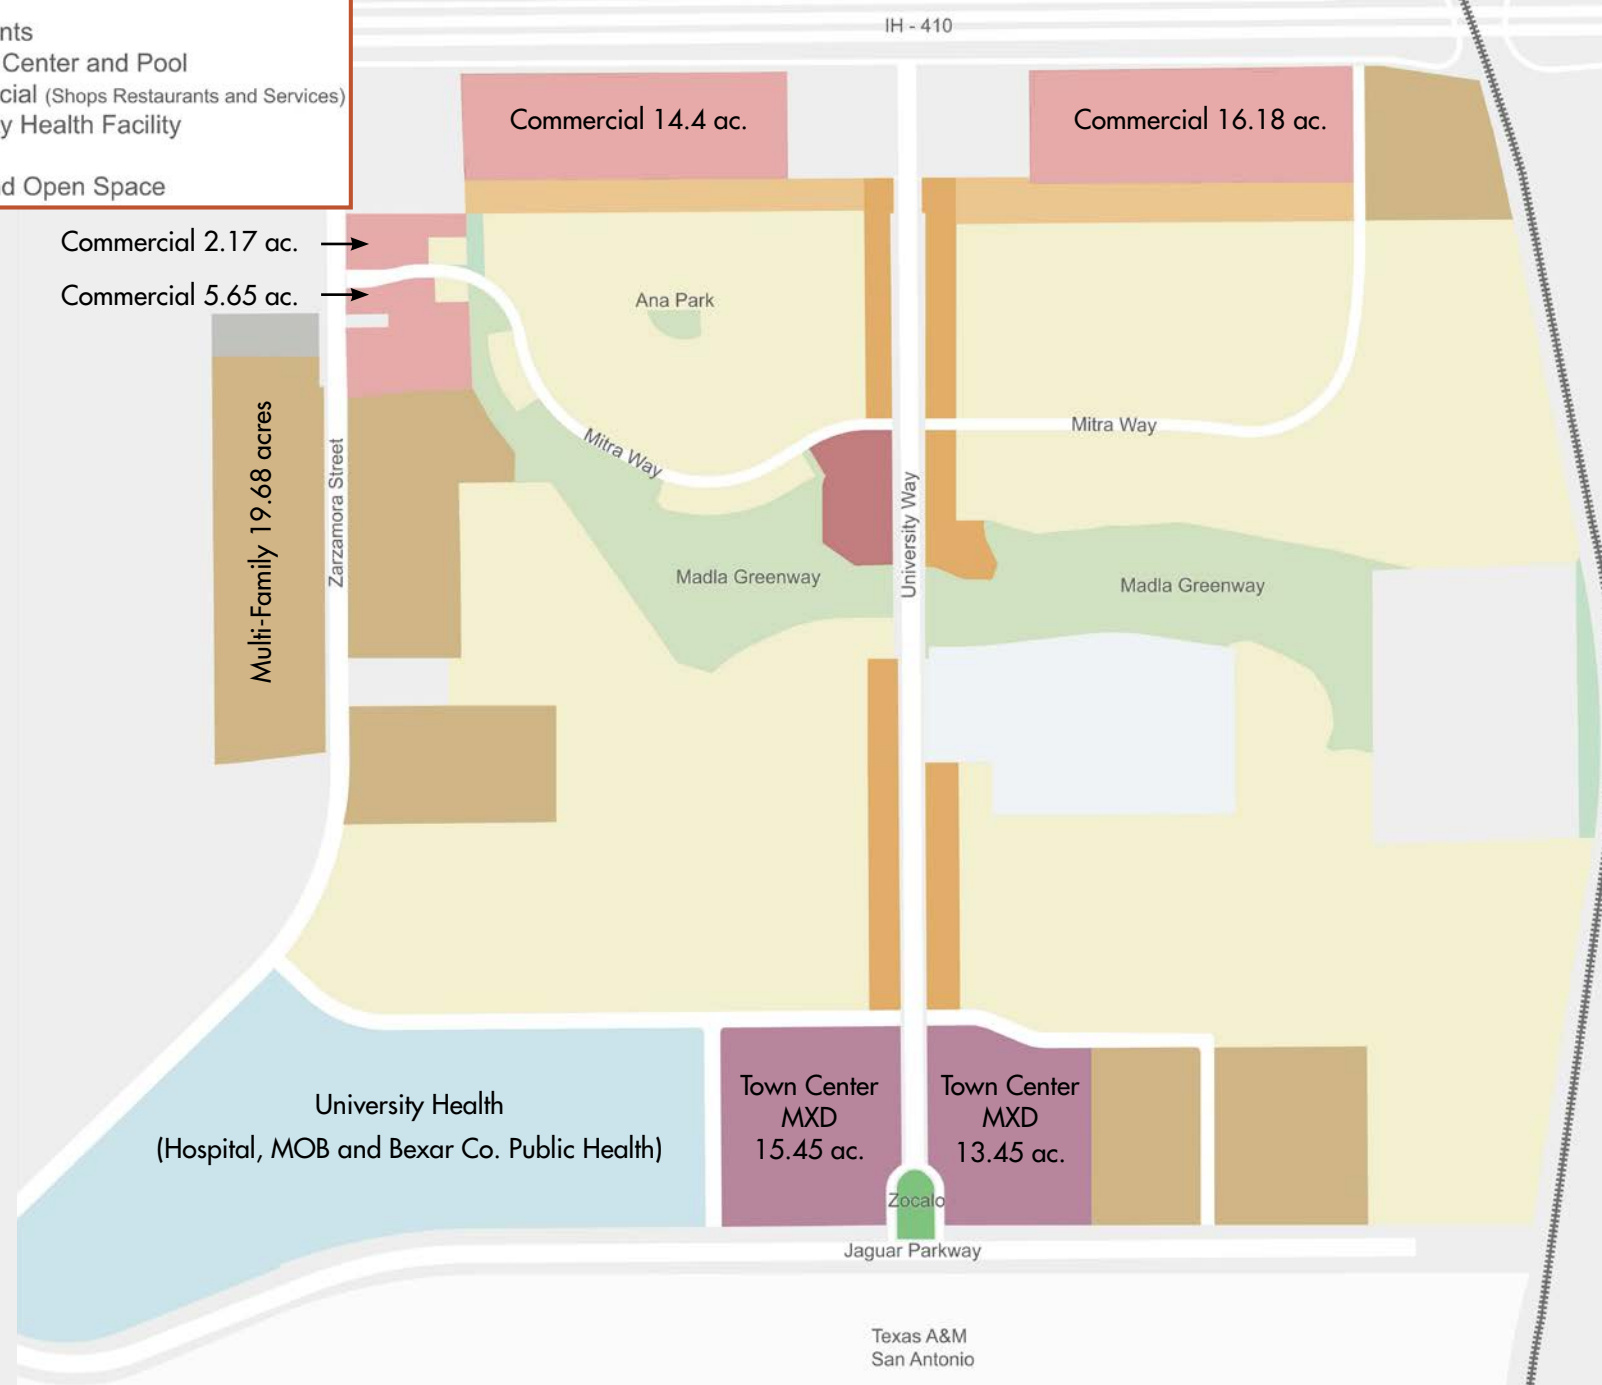 IH - 410
Center and Pool
(Shops Restaurants and Services)
Health Facility
Open Space
Commercial 14.4 ac.
Commercial 16.18 ac.
Commercial 2.17 ac.
Commercial 5.65 ac.
Ana Park
Multi-Family 19.68 acres
Zarzamora Street
Mitra Way
Mitra Way
University Way
Madla Greenway
Madla Greenway
University Health
(Hospital, MOB and Bexar Co. Public Health)
Town Center
MXD
15.45 ac.
Town Center
MXD
13.45 ac.
Zocalo
Jaguar Parkway
Texas A&M
San Antonio